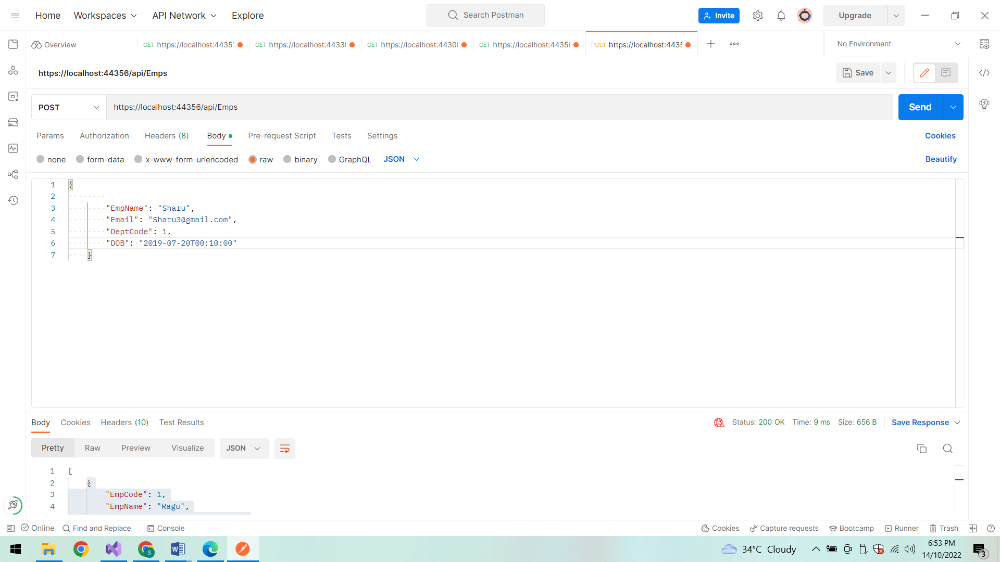 Home Workspaces API Network Explore Search Postman Invite Upgrade
Overview GET https://localhost:4435 GET https://localhost:4433 GET https://localhost:4430 GET https://localhost:4435 POST https://localhost:4435 No Environment
https://localhost:44356/api/Emps Save
POST https://localhost:44356/api/Emps Send
Params Authorization Headers (8) Body Pre-request Script Tests Settings Cookies
none form-data x-www-form-urlencoded raw binary GraphQL JSON Beautify
1 {
2
3 "EmpName": "Sharu",
4 "Email": "Sharu3@gmail.com",
5 "DeptCode": 1,
6 "DOB": "2019-07-20T00:10:00"
7 }
Body Cookies Headers (10) Test Results Status: 200 OK Time: 9 ms Size: 656 B Save Response
Pretty Raw Preview Visualize JSON
1 [
2 {
3 "EmpCode": 1,
4 "EmpName": "Ragu",
Online Find and Replace Console Cookies Capture requests Bootcamp Runner Trash
34°C Cloudy 6:53 PM
14/10/2022 3